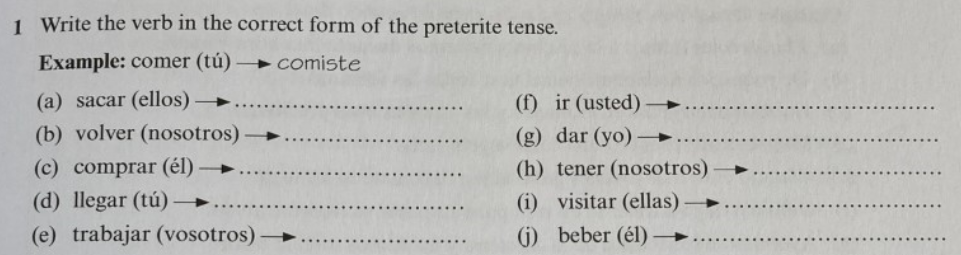 1 Write the verb in the correct form of the preterite tense.
Example: comer (tú) → comiste
(a) sacar (ellos) → ........................................
(b) volver (nosotros) → ........................................
(c) comprar (él) → ........................................
(d) llegar (tú) → ........................................
(e) trabajar (vosotros) → ........................................
(f) ir (usted) → ........................................
(g) dar (yo) → ........................................
(h) tener (nosotros) → ........................................
(i) visitar (ellas) → ........................................
(j) beber (él) → ........................................